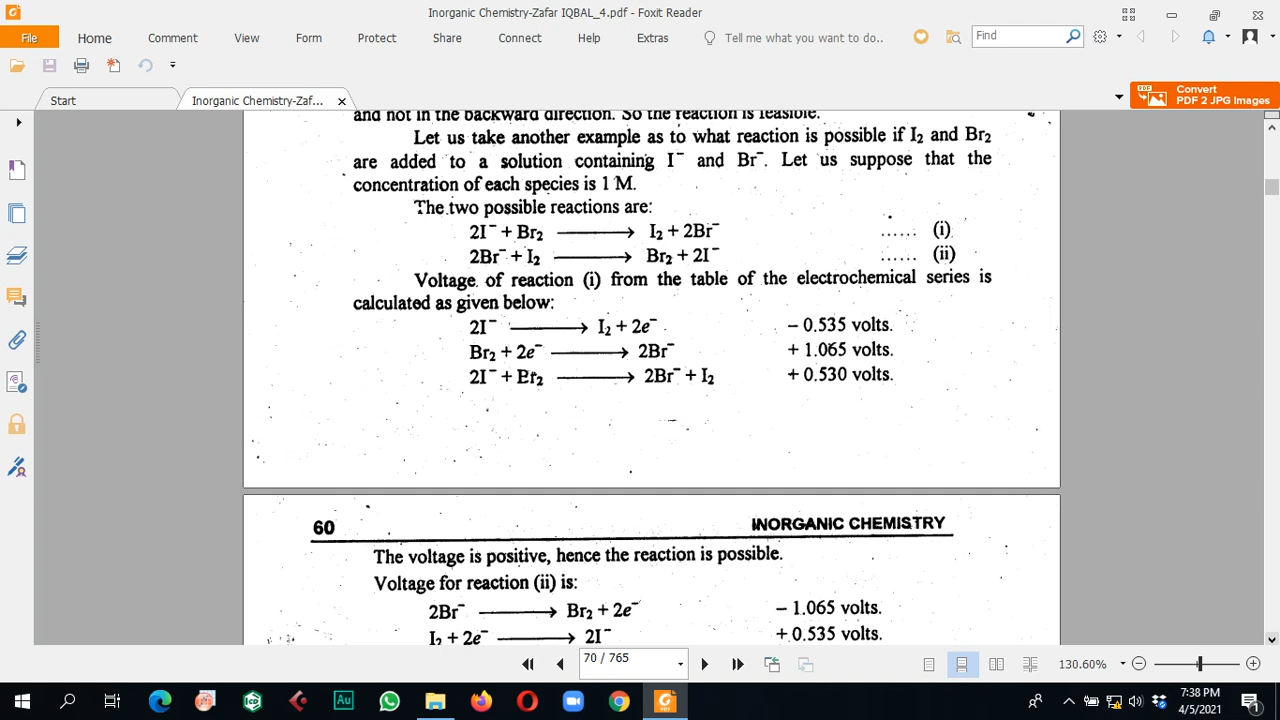 Inorganic Chemistry-Zafar IQBAL_4.pdf - Foxit Reader
File Home Comment View Form Protect Share Connect Help Extras Tell me what you want to do.. Find
Start Inorganic Chemistry-Zaf... Convert
PDF 2 JPG Images
and not in the backward direction. So the reaction is feasible.
Let us take another example as to what reaction is possible if I₂ and Br₂
are added to a solution containing I⁻ and Br⁻. Let us suppose that the
concentration of each species is 1 M.
The two possible reactions are:
2I⁻ + Br₂ ⟶ I₂ + 2Br⁻ ...... (i)
2Br⁻ + I₂ ⟶ Br₂ + 2I⁻ ...... (ii)
Voltage of reaction (i) from the table of the electrochemical series is
calculated as given below:
2I⁻ ⟶ I₂ + 2e⁻ – 0.535 volts.
Br₂ + 2e⁻ ⟶ 2Br⁻ + 1.065 volts.
2I⁻ + Br₂ ⟶ 2Br⁻ + I₂ + 0.530 volts.
60 INORGANIC CHEMISTRY
The voltage is positive, hence the reaction is possible.
Voltage for reaction (ii) is:
2Br⁻ ⟶ Br₂ + 2e⁻ – 1.065 volts.
I₂ + 2e⁻ ⟶ 2I⁻ + 0.535 volts.
70 / 765 130.60%
Au
7:38 PM
4/5/2021